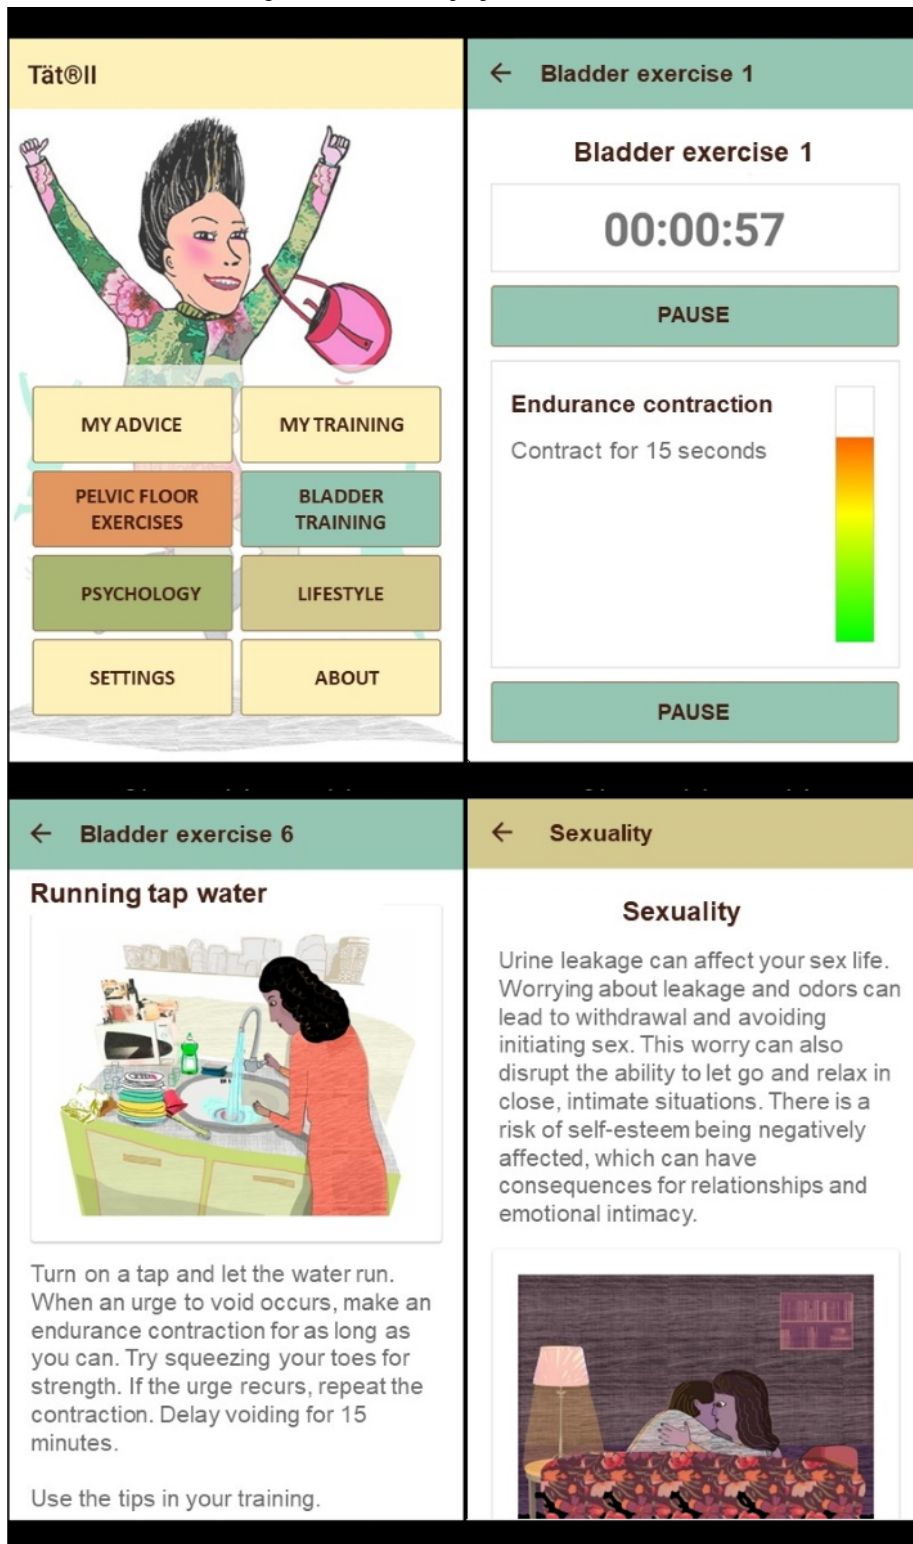 Tät®II
MY ADVICE
MY TRAINING
PELVIC FLOOR
EXERCISES
BLADDER
TRAINING
PSYCHOLOGY
LIFESTYLE
SETTINGS
ABOUT
← Bladder exercise 1
Bladder exercise 1
00:00:57
PAUSE
Endurance contraction
Contract for 15 seconds
PAUSE
← Bladder exercise 6
Running tap water
Turn on a tap and let the water run.
When an urge to void occurs, make an
endurance contraction for as long as
you can. Try squeezing your toes for
strength. If the urge recurs, repeat the
contraction. Delay voiding for 15
minutes.
Use the tips in your training.
← Sexuality
Sexuality
Urine leakage can affect your sex life.
Worrying about leakage and odors can
lead to withdrawal and avoiding
initiating sex. This worry can also
disrupt the ability to let go and relax in
close, intimate situations. There is a
risk of self-esteem being negatively
affected, which can have
consequences for relationships and
emotional intimacy.